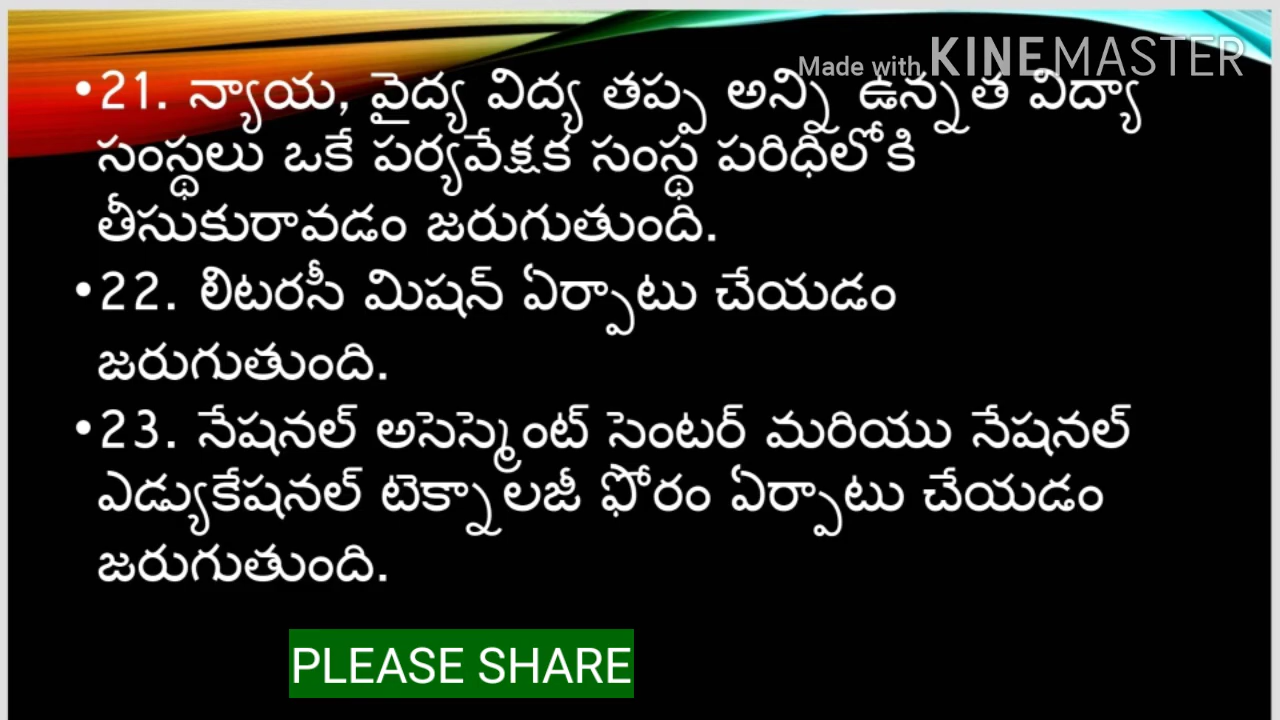 Made with KINEMASTER
•21. న్యాయ, వైద్య విద్య తప్ప అన్ని ఉన్నత విద్యా
సంస్థలు ఒకే పర్యవేక్షక సంస్థ పరిధిలోకి
తీసుకురావడం జరుగుతుంది.
•22. లిటరసీ మిషన్ ఏర్పాటు చేయడం
జరుగుతుంది.
•23. నేషనల్ అసెస్మెంట్ సెంటర్ మరియు నేషనల్
ఎడ్యుకేషనల్ టెక్నాలజీ ఫోరం ఏర్పాటు చేయడం
జరుగుతుంది.
PLEASE SHARE